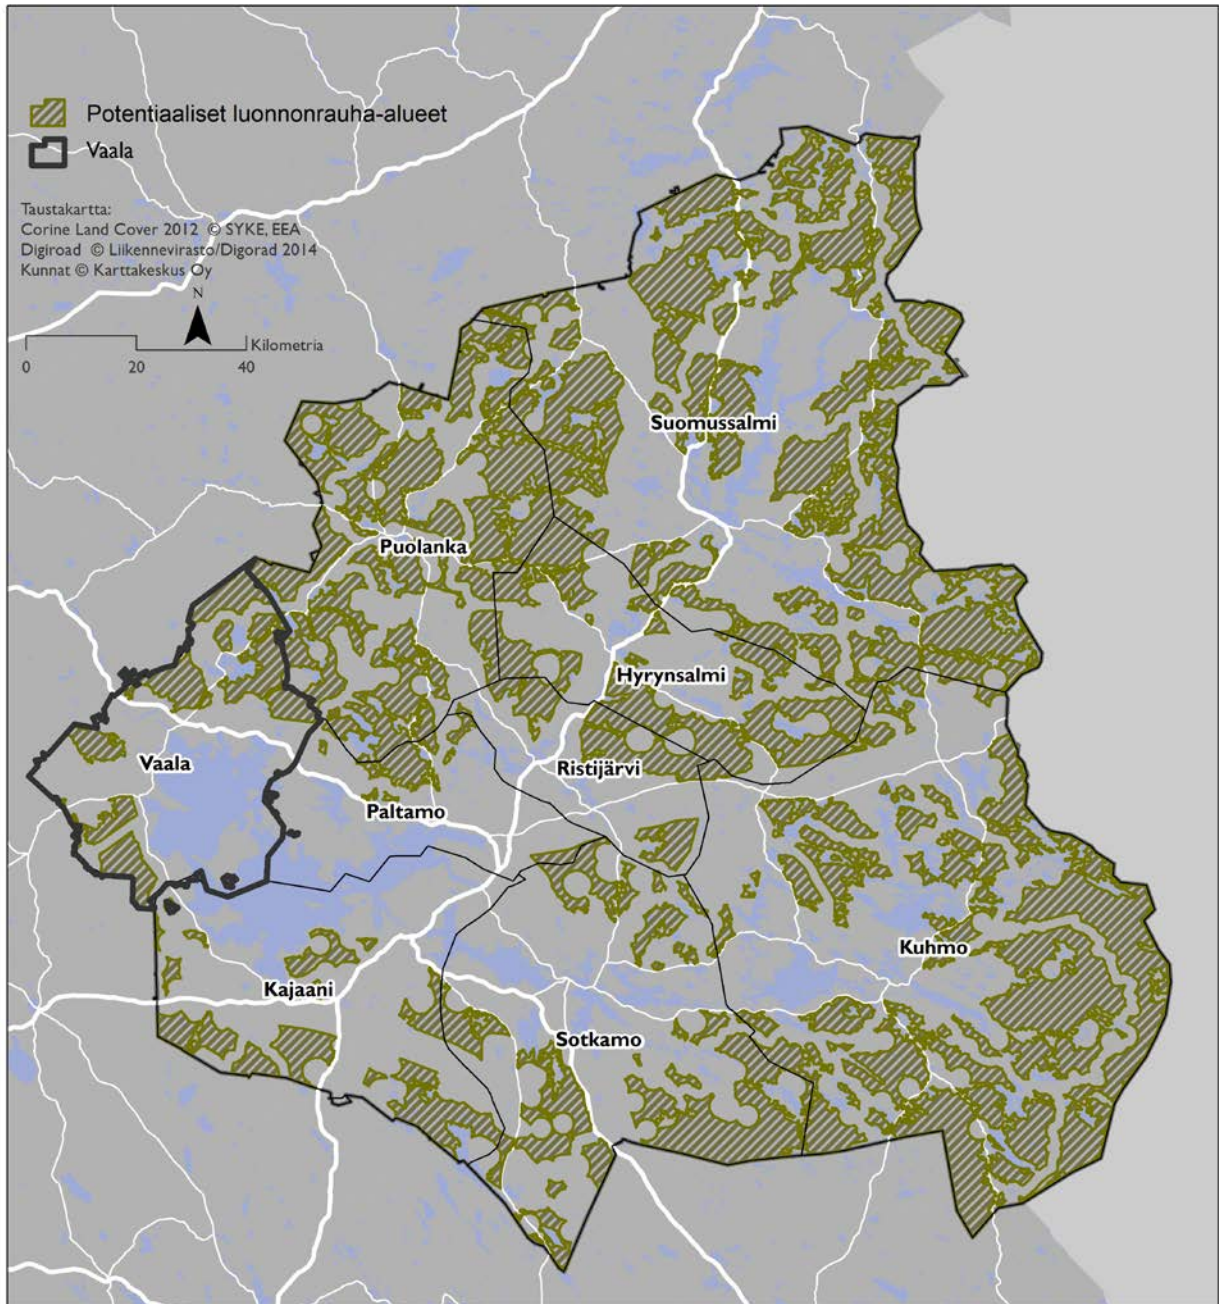 Potentiaaliset luonnonrauha-alueet
Vaala
Taustakartta:
Corine Land Cover 2012 © SYKE, EEA
Digiroad © Liikennevirasto/Digorad 2014
Kunnat © Karttakeskus Oy
N
Kilometria
0 20 40
Suomussalmi
Puolanka
Hyrynsalmi
Vaala
Ristijärvi
Paltamo
Kuhmo
Kajaani
Sotkamo